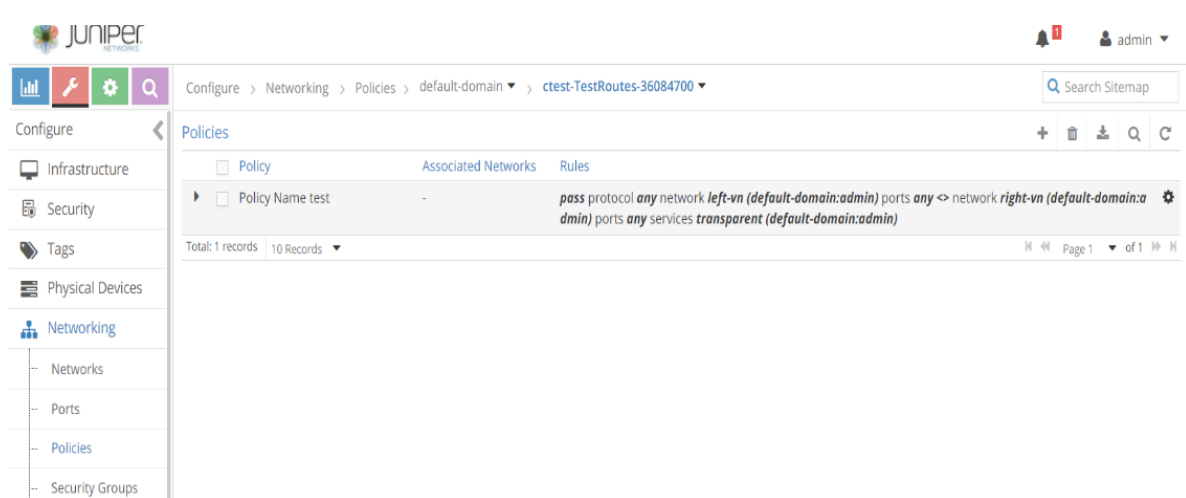 JUNIPER
NETWORKS
1
admin
Configure > Networking > Policies > default-domain > ctest-TestRoutes-36084700
Search Sitemap
Configure
Policies
Infrastructure
Policy Associated Networks Rules
Security
Policy Name test - pass protocol any network left-vn (default-domain:admin) ports any <> network right-vn (default-domain:a
dmin) ports any services transparent (default-domain:admin)
Tags
Total: 1 records 10 Records Page 1 of 1
Physical Devices
Networking
Networks
Ports
Policies
Security Groups